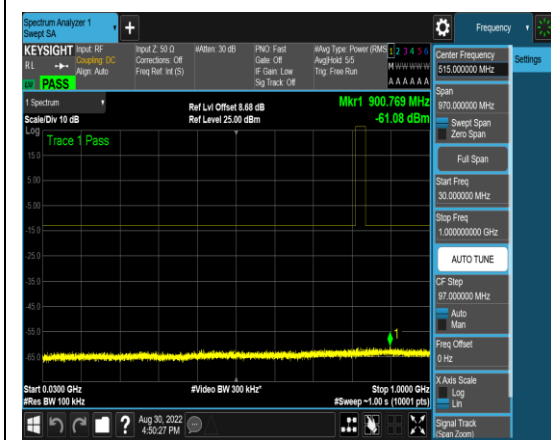 Spectrum Analyzer 1
Swept SA
Frequency
KEYSIGHT
RL
PASS
Input: RF
Coupling: DC
Align: Auto
Input Z: 50 Ω
Corrections: Off
Freq Ref: Int (S)
#Atten: 30 dB
PNO: Fast
Gate: Off
IF Gain: Low
Sig Track: Off
#Avg Type: Power (RMS
Avg|Hold: 5/5
Trig: Free Run
1 2 3 4 5 6
M W W W W W
A A A A A A
1 Spectrum
Scale/Div 10 dB
Ref Lvl Offset 8.68 dB
Ref Level 25.00 dBm
Mkr1 900.769 MHz
-61.08 dBm
Log
Trace 1 Pass
15.0
5.00
-5.00
-15.0
-25.0
-35.0
-45.0
-55.0
-65.0
1
Start 0.0300 GHz
#Res BW 100 kHz
#Video BW 300 kHz*
Stop 1.0000 GHz
#Sweep ~1.00 s (10001 pts)
Aug 30, 2022
4:50:27 PM
Center Frequency
515.000000 MHz
Span
970.000000 MHz
Swept Span
Zero Span
Full Span
Start Freq
30.000000 MHz
Stop Freq
1.000000000 GHz
AUTO TUNE
CF Step
97.000000 MHz
Auto
Man
Freq Offset
0 Hz
X Axis Scale
Log
Lin
Signal Track
(Span Zoom)
Settings